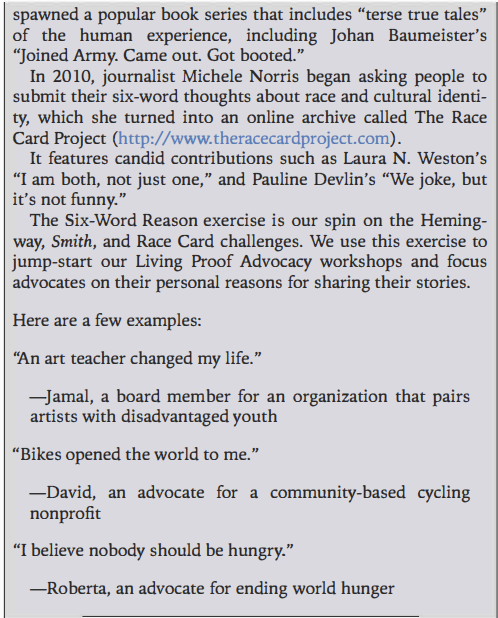 spawned a popular book series that includes “terse true tales”
of the human experience, including Johan Baumeister’s
“Joined Army. Came out. Got booted.”
In 2010, journalist Michele Norris began asking people to
submit their six-word thoughts about race and cultural identi-
ty, which she turned into an online archive called The Race
Card Project (http://www.theracecardproject.com).
It features candid contributions such as Laura N. Weston’s
“I am both, not just one,” and Pauline Devlin’s “We joke, but
it’s not funny.”
The Six-Word Reason exercise is our spin on the Heming-
way, Smith, and Race Card challenges. We use this exercise to
jump-start our Living Proof Advocacy workshops and focus
advocates on their personal reasons for sharing their stories.
Here are a few examples:
“An art teacher changed my life.”
—Jamal, a board member for an organization that pairs
artists with disadvantaged youth
“Bikes opened the world to me.”
—David, an advocate for a community-based cycling
nonprofit
“I believe nobody should be hungry.”
—Roberta, an advocate for ending world hunger